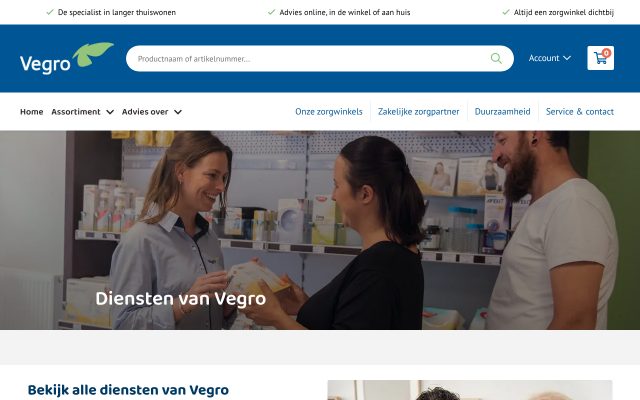 De specialist in langer thuiswonen
Advies online, in de winkel of aan huis
Altijd een zorgwinkel dichtbij
Vegro
Productnaam of artikelnummer...
Account
0
Home
Assortiment
Advies over
Onze zorgwinkels
Zakelijke zorgpartner
Duurzaamheid
Service & contact
Diensten van Vegro
Bekijk alle diensten van Vegro